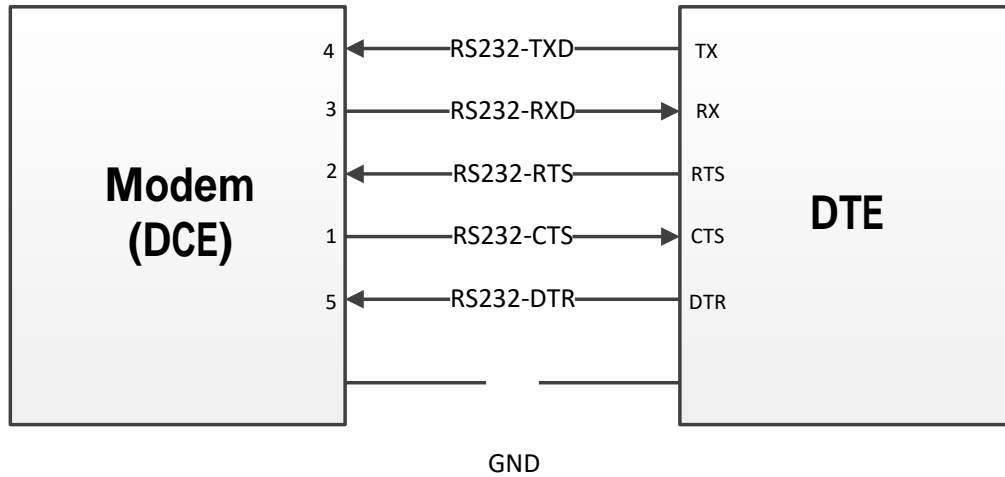 4 RS232-TXD TX
3 RS232-RXD RX
2 RS232-RTS RTS
Modem
(DCE)
DTE
1 RS232-CTS CTS
5 RS232-DTR DTR
GND